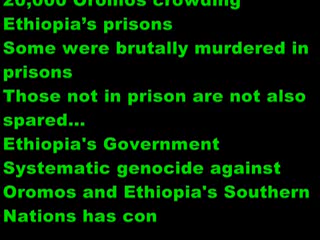 20,000 Oromos crowding
Ethiopia's prisons
Some were brutally murdered in
prisons
Those not in prison are not also
spared...
Ethiopia's Government
Systematic genocide against
Oromos and Ethiopia's Southern
Nations has con